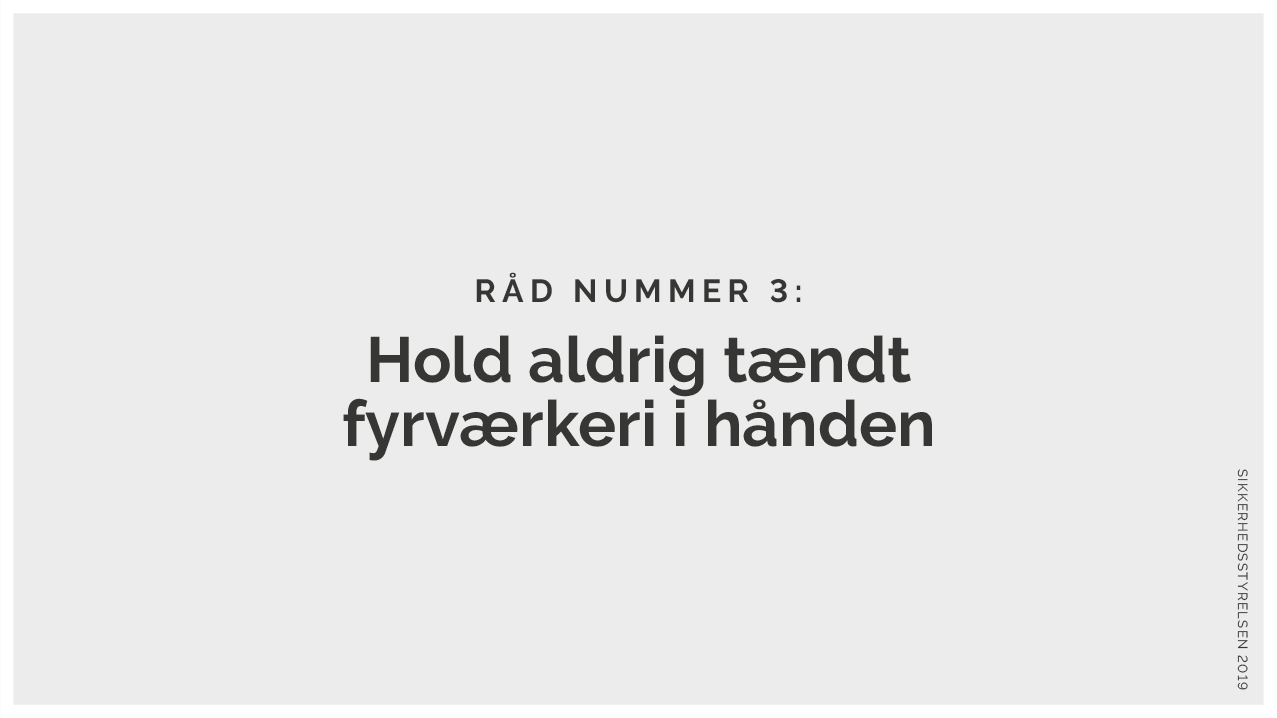 RÅD NUMMER 3:
Hold aldrig tændt
fyrværkeri i hånden
SIKKERHEDSSTYRELSEN 2019